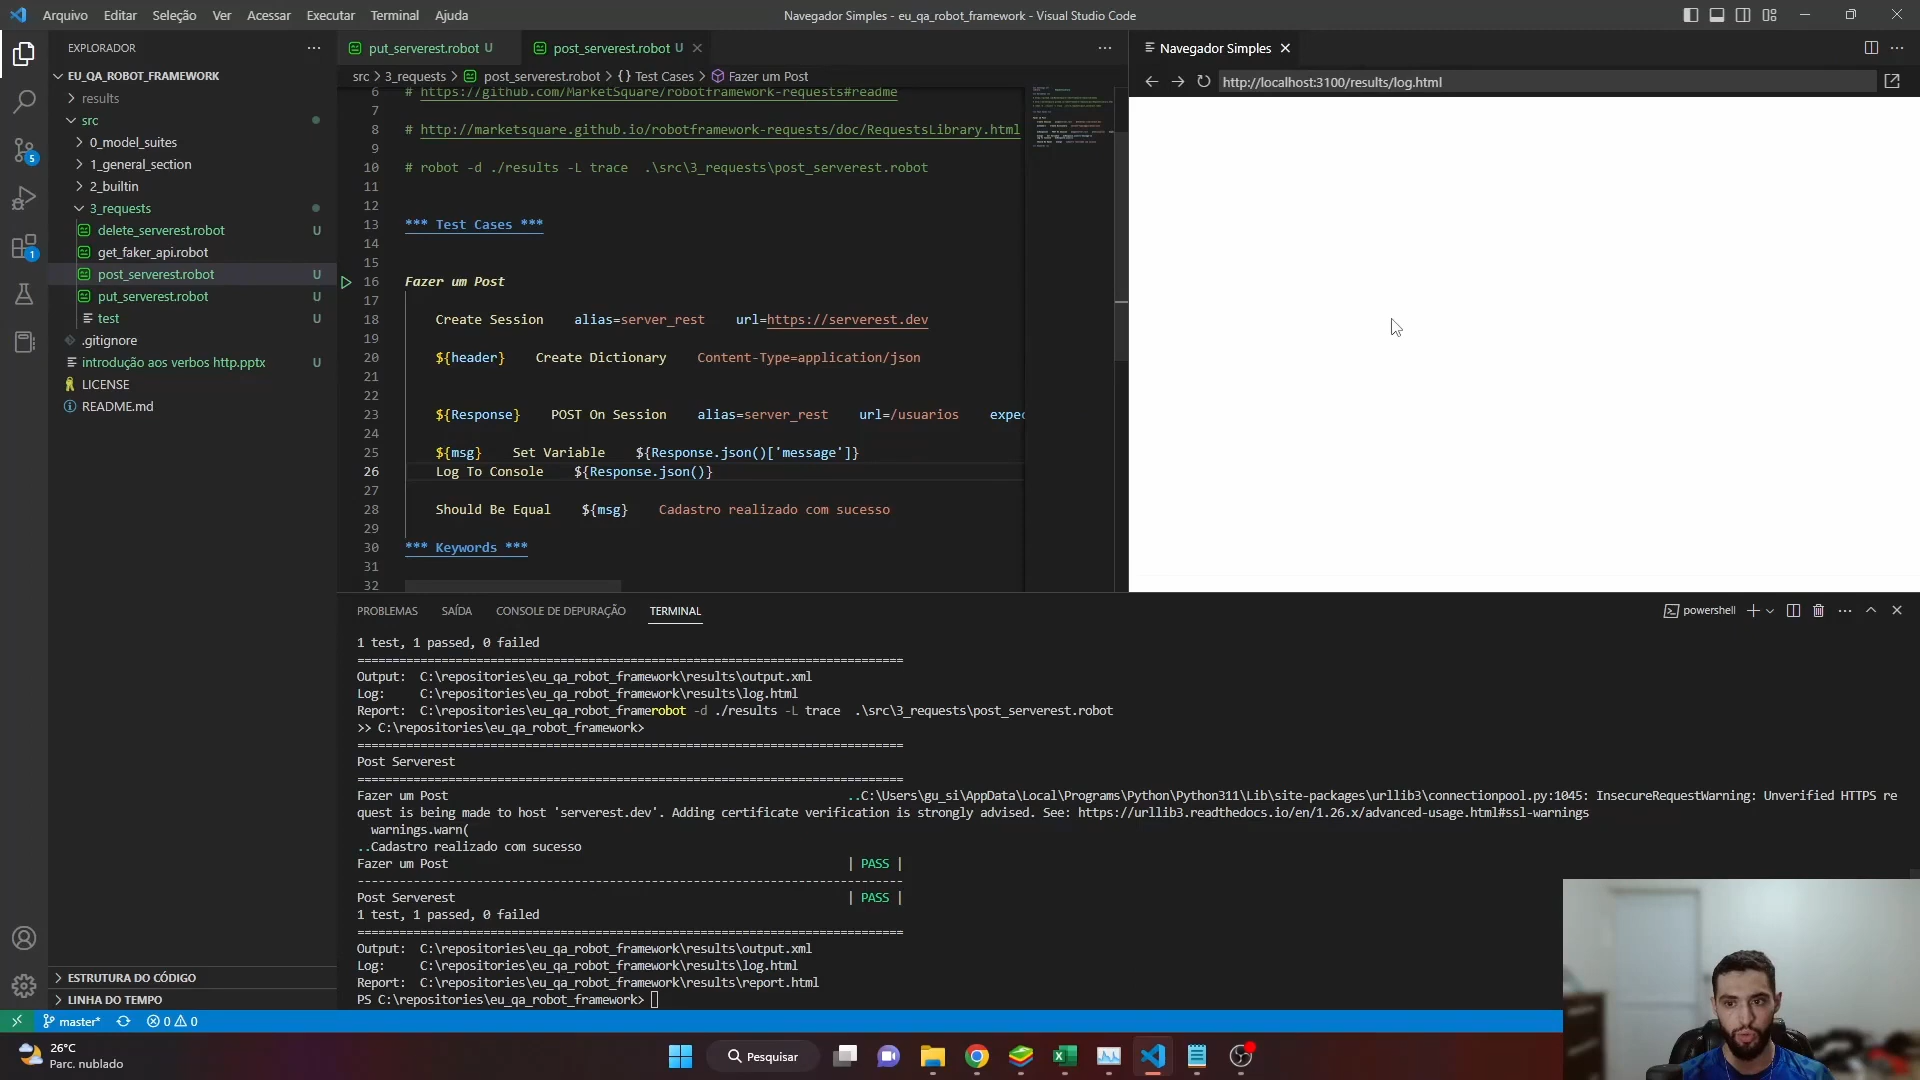 Arquivo Editar Seleção Ver Acessar Executar Terminal Ajuda
Navegador Simples - eu_qa_robot_framework - Visual Studio Code
EXPLORADOR
EU_QA_ROBOT_FRAMEWORK
results
src
0_model_suites
1_general_section
2_builtin
3_requests
delete_serverest.robot U
get_faker_api.robot
post_serverest.robot U
put_serverest.robot U
test U
.gitignore
introdução aos verbos http.pptx U
LICENSE
README.md
ESTRUTURA DO CÓDIGO
LINHA DO TEMPO
5
1
put_serverest.robot U
post_serverest.robot U
src > 3_requests > post_serverest.robot > {} Test Cases > Fazer um Post
6 # https://github.com/MarketSquare/robotframework-requests#readme
7
8 # http://marketsquare.github.io/robotframework-requests/doc/RequestsLibrary.html
9
10 # robot -d ./results -L trace  .\src\3_requests\post_serverest.robot
11
12
13 *** Test Cases ***
14
15
16 Fazer um Post
17
18 Create Session    alias=server_rest    url=https://serverest.dev
19
20 ${header}    Create Dictionary    Content-Type=application/json
21
22
23 ${Response}    POST On Session    alias=server_rest    url=/usuarios    expec
24
25 ${msg}    Set Variable    ${Response.json()['message']}
26 Log To Console    ${Response.json()}
27
28 Should Be Equal    ${msg}    Cadastro realizado com sucesso
29
30 *** Keywords ***
31
32
Navegador Simples
http://localhost:3100/results/log.html
PROBLEMAS SAÍDA CONSOLE DE DEPURAÇÃO TERMINAL
powershell
1 test, 1 passed, 0 failed
==============================================================================
Output:  C:\repositories\eu_qa_robot_framework\results\output.xml
Log:     C:\repositories\eu_qa_robot_framework\results\log.html
Report:  C:\repositories\eu_qa_robot_framerobot -d ./results -L trace  .\src\3_requests\post_serverest.robot
>> C:\repositories\eu_qa_robot_framework>
==============================================================================
Post Serverest
==============================================================================
Fazer um Post ..C:\Users\gu_si\AppData\Local\Programs\Python\Python311\Lib\site-packages\urllib3\connectionpool.py:1045: InsecureRequestWarning: Unverified HTTPS re
quest is being made to host 'serverest.dev'. Adding certificate verification is strongly advised. See: https://urllib3.readthedocs.io/en/1.26.x/advanced-usage.html#ssl-warnings
warnings.warn(
..Cadastro realizado com sucesso
Fazer um Post | PASS |
------------------------------------------------------------------------------
Post Serverest | PASS |
1 test, 1 passed, 0 failed
==============================================================================
Output:  C:\repositories\eu_qa_robot_framework\results\output.xml
Log:     C:\repositories\eu_qa_robot_framework\results\log.html
Report:  C:\repositories\eu_qa_robot_framework\results\report.html
PS C:\repositories\eu_qa_robot_framework>
master* 0 0
26°C
Parc. nublado
Pesquisar